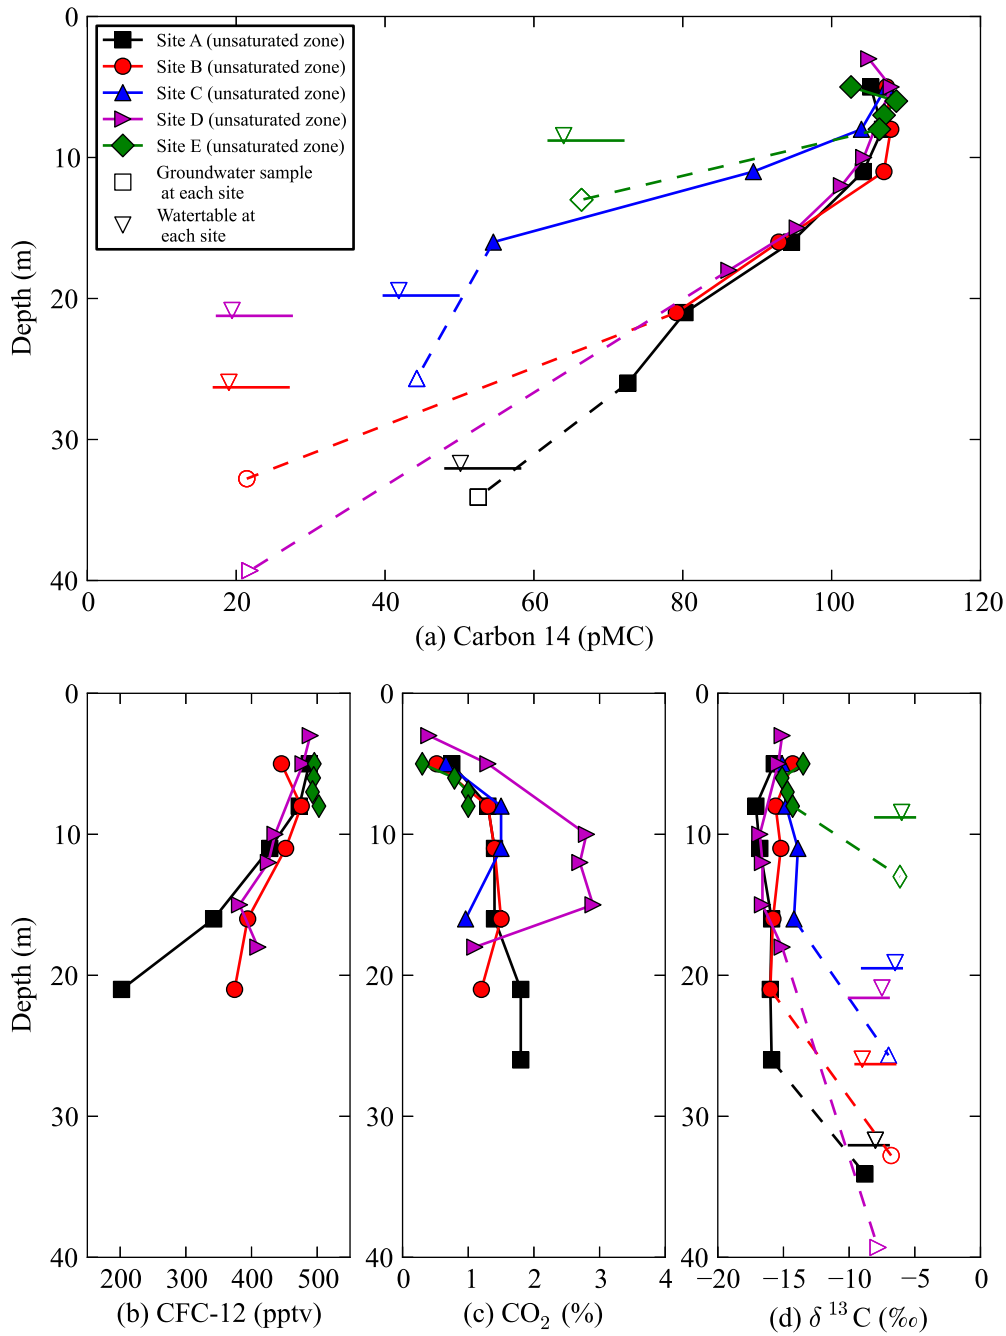 0
10
20
30
40
Depth (m)
Site A (unsaturated zone)
Site B (unsaturated zone)
Site C (unsaturated zone)
Site D (unsaturated zone)
Site E (unsaturated zone)
Groundwater sample
at each site
Watertable at
each site
0 20 40 60 80 100 120
(a) Carbon 14 (pMC)
0
10
20
30
40
Depth (m)
200 300 400 500
(b) CFC-12 (pptv)
0
10
20
30
40
0 1 2 3 4
(c) CO₂ (%)
0
10
20
30
40
−20 −15 −10 −5 0
(d) δ ¹³C (‰)